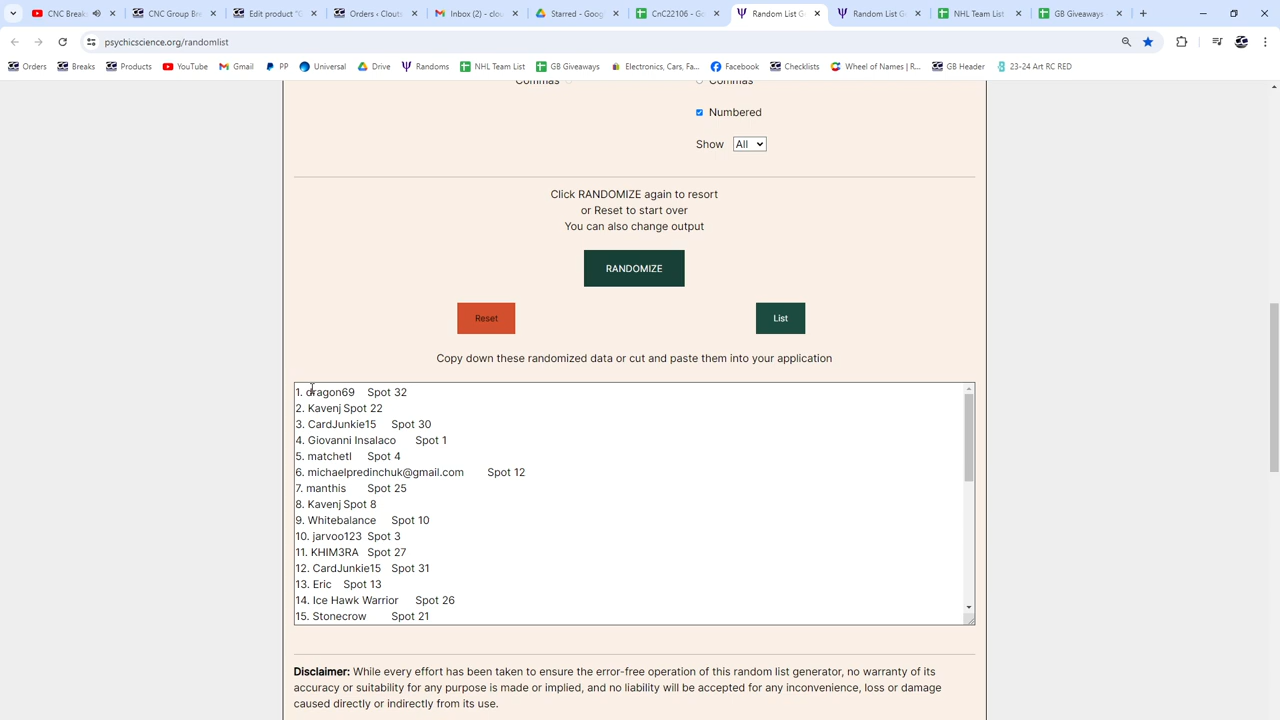 CNC Breaks
CNC Group Bre
Edit product "G
Orders < Clouts
Inbox (2) - clou
Starred - Goog
CnC22106 - Go
Random List Ge
Random List Ge
NHL Team List
GB Giveaways
psychicscience.org/randomlist
Orders
Breaks
Products
YouTube
Gmail
PP
Universal
Drive
Randoms
NHL Team List
GB Giveaways
Electronics, Cars, Fa...
Facebook
Checklists
Wheel of Names | R...
GB Header
23-24 Art RC RED
Commas
Commas
Numbered
Show All
Click RANDOMIZE again to resort
or Reset to start over
You can also change output
RANDOMIZE
Reset
List
Copy down these randomized data or cut and paste them into your application
1. dragon69 Spot 32
2. Kavenj Spot 22
3. CardJunkie15 Spot 30
4. Giovanni Insalaco Spot 1
5. matchetl Spot 4
6. michaelpredinchuk@gmail.com Spot 12
7. manthis Spot 25
8. Kavenj Spot 8
9. Whitebalance Spot 10
10. jarvoo123 Spot 3
11. KHIM3RA Spot 27
12. CardJunkie15 Spot 31
13. Eric Spot 13
14. Ice Hawk Warrior Spot 26
15. Stonecrow Spot 21
Disclaimer: While every effort has been taken to ensure the error-free operation of this random list generator, no warranty of its
accuracy or suitability for any purpose is made or implied, and no liability will be accepted for any inconvenience, loss or damage
caused directly or indirectly from its use.